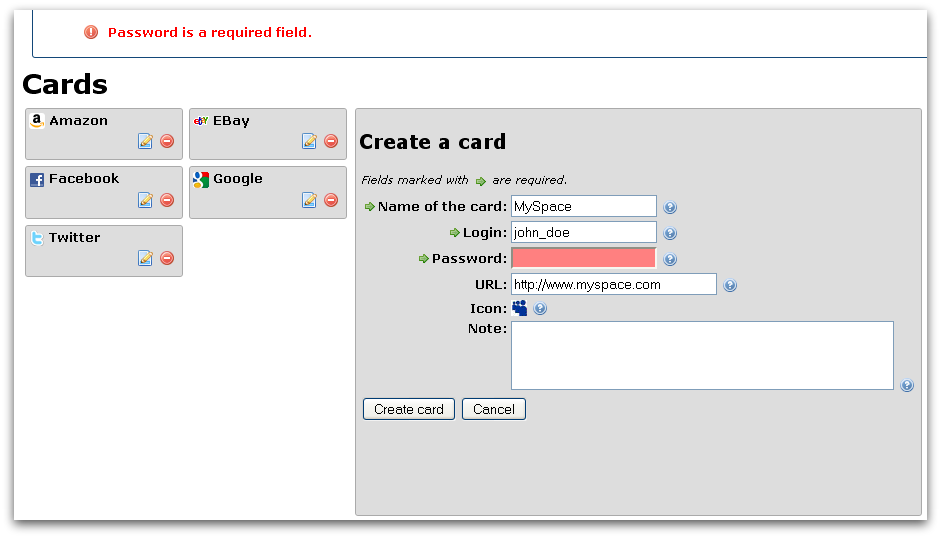 Password is a required field.
Cards
Amazon
EBay
Facebook
Google
Twitter
Create a card
Fields marked with are required.
Name of the card: MySpace
Login: john_doe
Password:
URL: http://www.myspace.com
Icon:
Note:
Create card Cancel